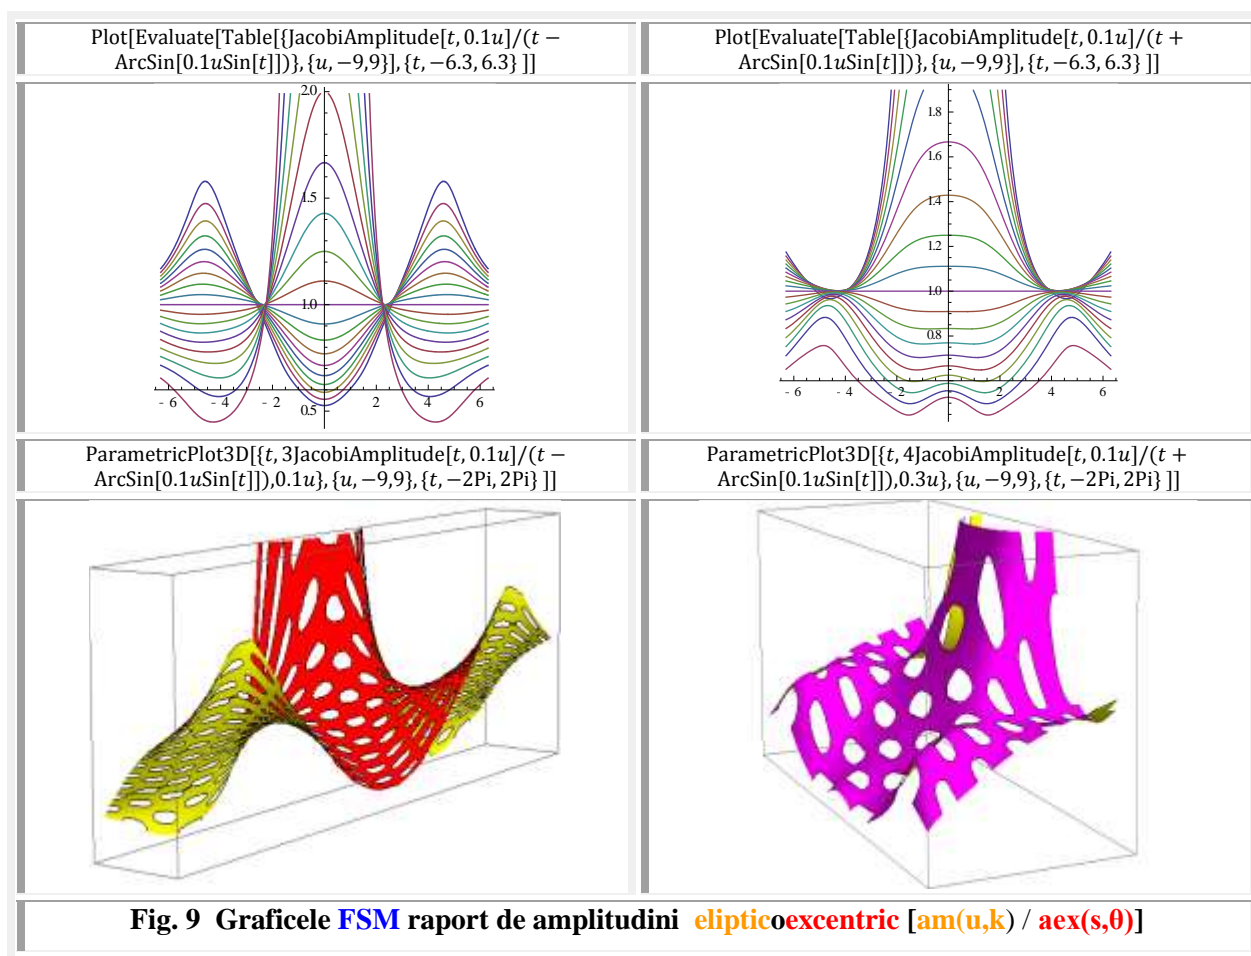 Plot[Evaluate[Table[{JacobiAmplitude[t, 0.1u]/(t −
ArcSin[0.1uSin[t]])}, {u, −9,9}], {t, −6.3, 6.3} ]]
Plot[Evaluate[Table[{JacobiAmplitude[t, 0.1u]/(t +
ArcSin[0.1uSin[t]])}, {u, −9,9}], {t, −6.3, 6.3} ]]
2.0
1.5
1.0
0.5
- 6
- 4
- 2
2
4
6
1.8
1.6
1.4
1.2
1.0
0.8
- 6
- 4
- 2
2
4
6
ParametricPlot3D[{t, 3JacobiAmplitude[t, 0.1u]/(t −
ArcSin[0.1uSin[t]]),0.1u}, {u, −9,9}, {t, −2Pi, 2Pi} ]]
ParametricPlot3D[{t, 4JacobiAmplitude[t, 0.1u]/(t +
ArcSin[0.1uSin[t]]),0.3u}, {u, −9,9}, {t, −2Pi, 2Pi} ]]
Fig. 9 Graficele FSM raport de amplitudini elipticoexcentric [am(u,k) / aex(s,θ)]